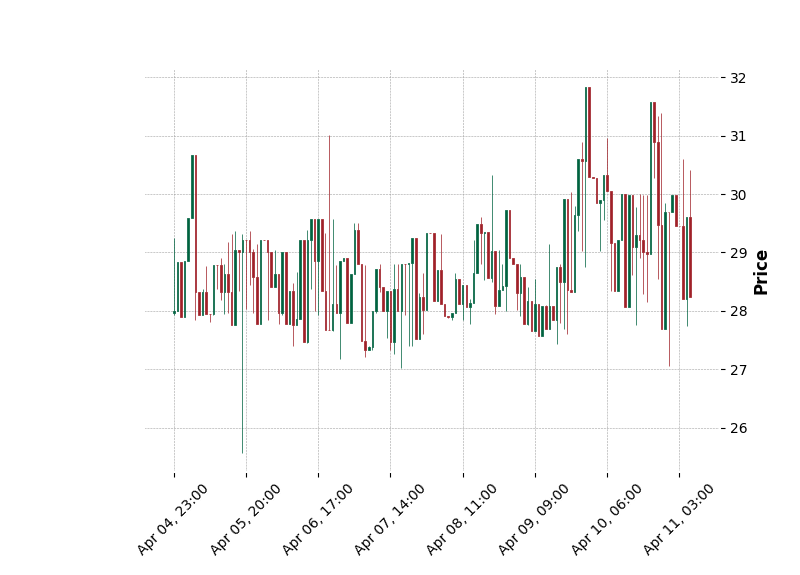 32
31
30
29
28
27
26
Price
Apr 04, 23:00
Apr 05, 20:00
Apr 06, 17:00
Apr 07, 14:00
Apr 08, 11:00
Apr 09, 09:00
Apr 10, 06:00
Apr 11, 03:00